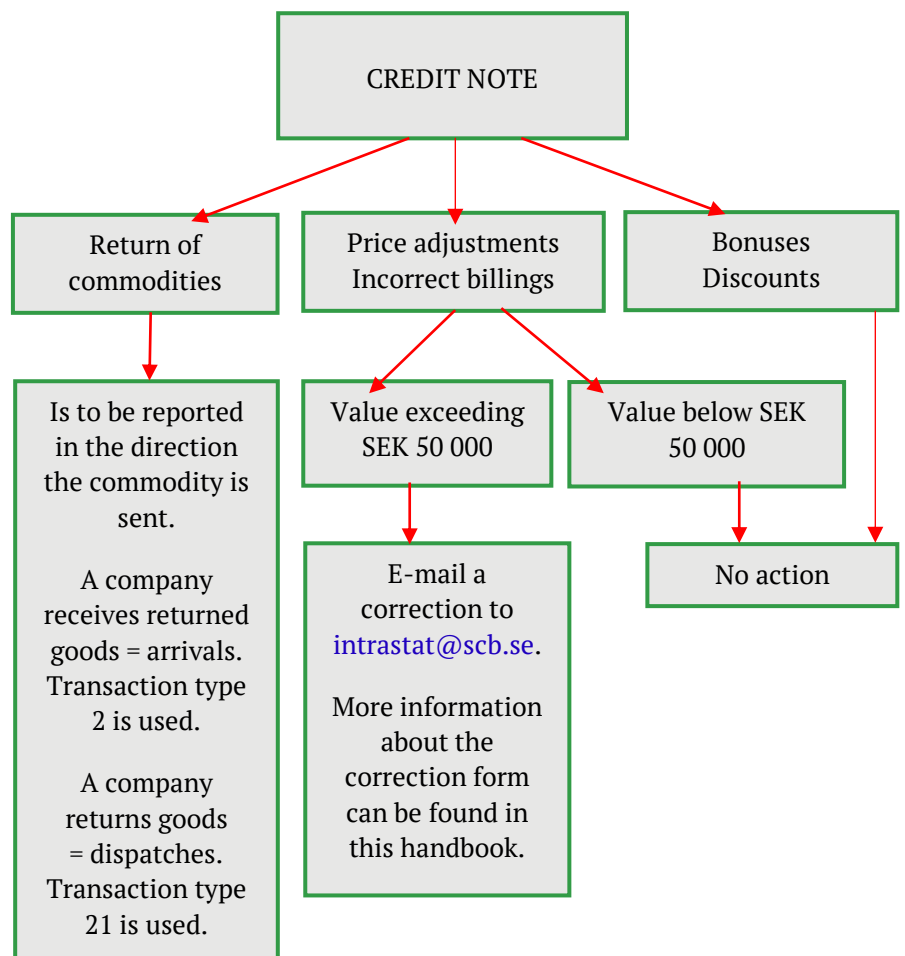 CREDIT NOTE
Return of
commodities
Price adjustments
Incorrect billings
Bonuses
Discounts
Is to be reported
in the direction
the commodity is
sent.
A company
receives returned
goods = arrivals.
Transaction type
2 is used.
A company
returns goods
= dispatches.
Transaction type
21 is used.
Value exceeding
SEK 50 000
Value below SEK
50 000
E-mail a
correction to
intrastat@scb.se.
More information
about the
correction form
can be found in
this handbook.
No action